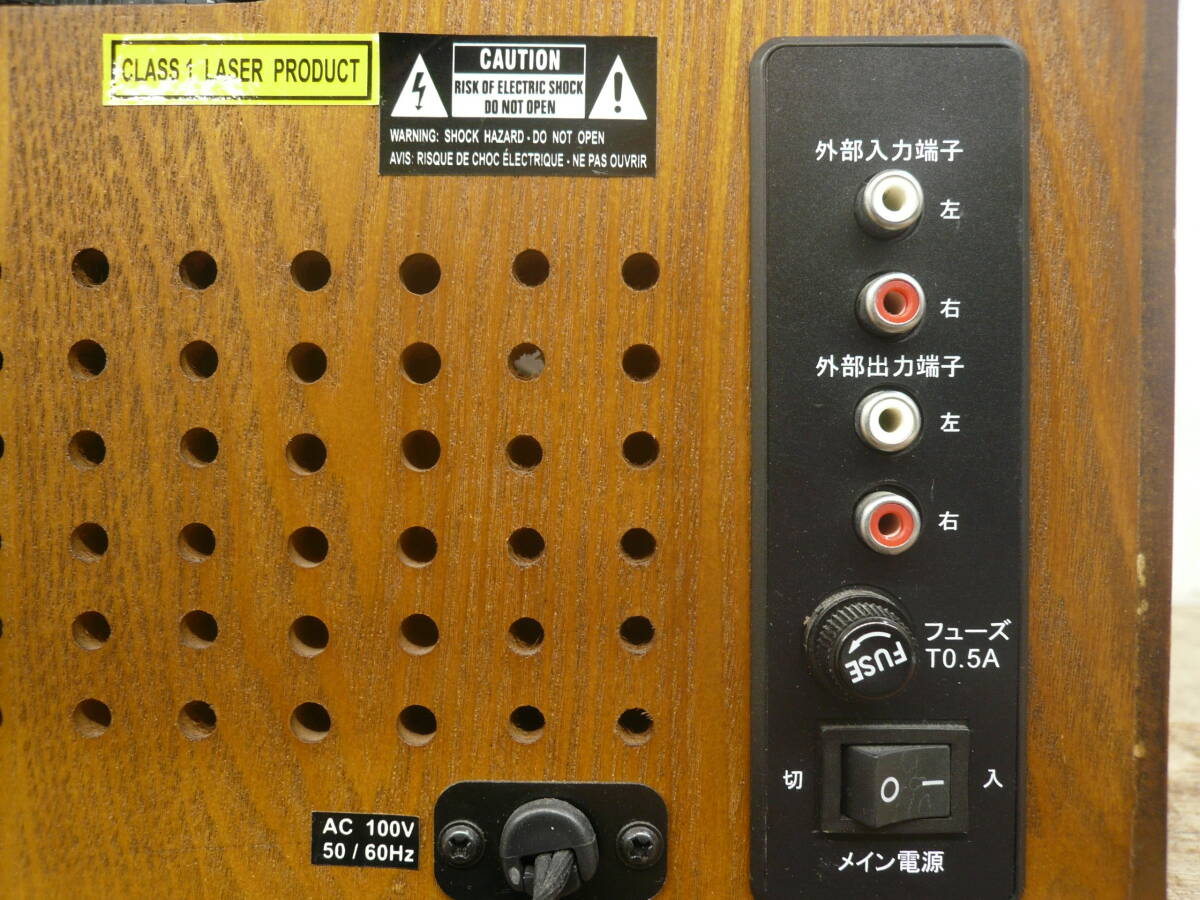 CLASS 1 LASER PRODUCT
CAUTION
RISK OF ELECTRIC SHOCK
DO NOT OPEN
WARNING: SHOCK HAZARD - DO NOT OPEN
AVIS: RISQUE DE CHOC ÉLECTRIQUE - NE PAS OUVRIR
外部入力端子
左
右
外部出力端子
左
右
フューズ
T0.5A
FUSE
切
O
入
メイン電源
AC 100V
50 / 60Hz